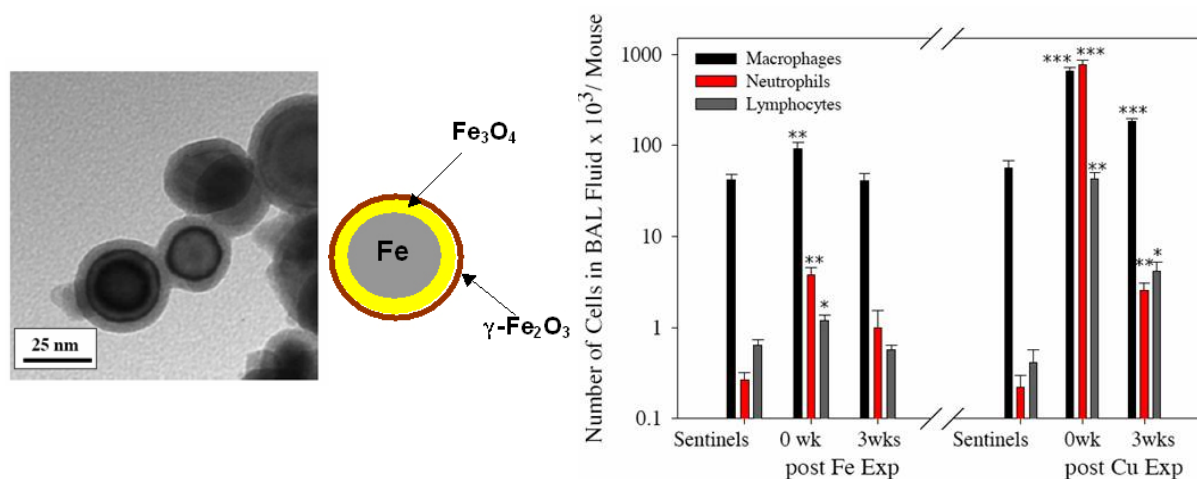 25 nm
Fe₃O₄
Fe
γ-Fe₂O₃
Number of Cells in BAL Fluid x 10⁻³/ Mouse
1000
100
10
1
0.1
Macrophages
Neutrophils
Lymphocytes
**
**
*
***
***
**
***
**
*
Sentinels 0 wk 3wks Sentinels 0wk 3wks
post Fe Exp post Cu Exp